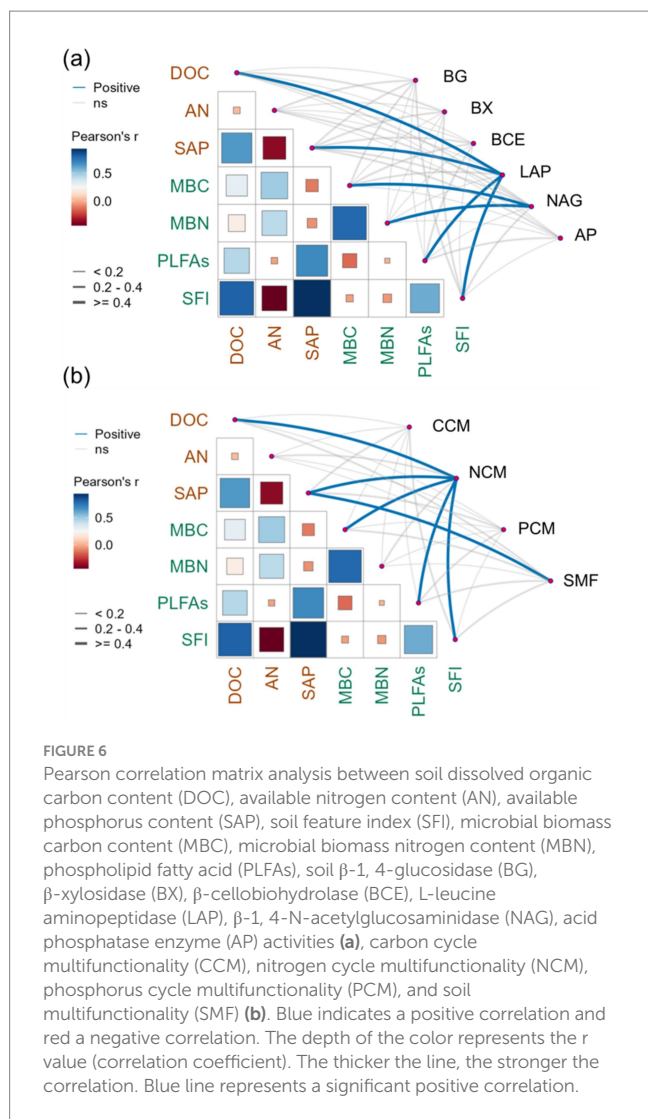 (a)
Positive
ns
Pearson's r
0.5
0.0
< 0.2
0.2 - 0.4
>= 0.4
DOC
AN
SAP
MBC
MBN
PLFAs
SFI
BG
BX
BCE
LAP
NAG
AP
DOC
AN
SAP
MBC
MBN
PLFAs
SFI
(b)
Positive
ns
Pearson's r
0.5
0.0
< 0.2
0.2 - 0.4
>= 0.4
DOC
AN
SAP
MBC
MBN
PLFAs
SFI
CCM
NCM
PCM
SMF
DOC
AN
SAP
MBC
MBN
PLFAs
SFI
FIGURE 6
Pearson correlation matrix analysis between soil dissolved organic
carbon content (DOC), available nitrogen content (AN), available
phosphorus content (SAP), soil feature index (SFI), microbial biomass
carbon content (MBC), microbial biomass nitrogen content (MBN),
phospholipid fatty acid (PLFAs), soil β-1, 4-glucosidase (BG),
β-xylosidase (BX), β-cellobiohydrolase (BCE), L-leucine
aminopeptidase (LAP), β-1, 4-N-acetylglucosaminidase (NAG), acid
phosphatase enzyme (AP) activities (a), carbon cycle
multifunctionality (CCM), nitrogen cycle multifunctionality (NCM),
phosphorus cycle multifunctionality (PCM), and soil
multifunctionality (SMF) (b). Blue indicates a positive correlation and
red a negative correlation. The depth of the color represents the r
value (correlation coefficient). The thicker the line, the stronger the
correlation. Blue line represents a significant positive correlation.